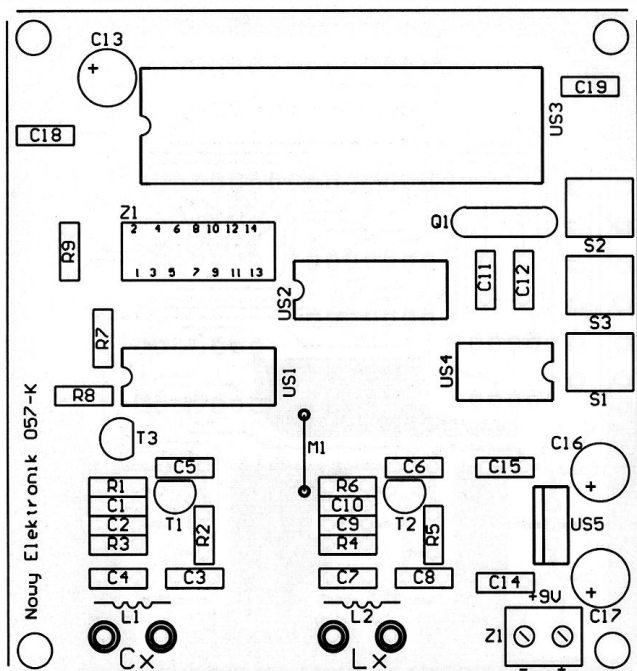 C13
+
C19
US3
C18
Z1
2 4 6 8 10 12 14
1 3 5 7 9 11 13
Q1
S2
R9
C11
C12
US2
S3
R7
US1
US4
S1
R8
T3
M1
C16
+
C5
C6
C15
R1
C1
C2
R3
T1
R2
R6
C10
C9
R4
T2
R5
US5
C4
C3
C7
C8
C14
+
+9V
C17
L1
L2
Z1
Cx
Lx
- +
Nowy Elektronik 057-K